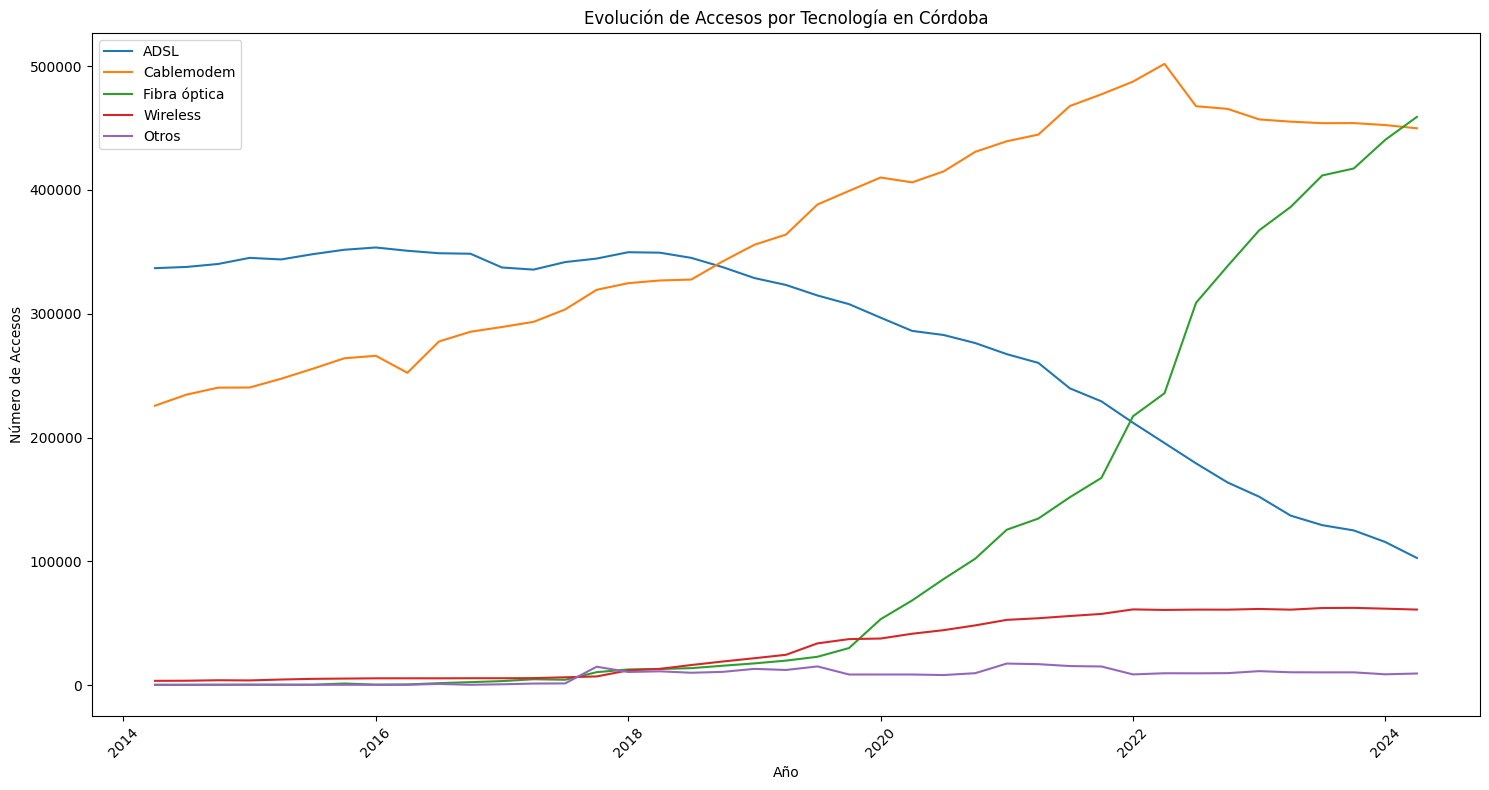 Evolución de Accesos por Tecnología en Córdoba
ADSL
Cablemodem
Fibra óptica
Wireless
Otros
Número de Accesos
500000
400000
300000
200000
100000
0
2014
2016
2018
2020
2022
2024
Año